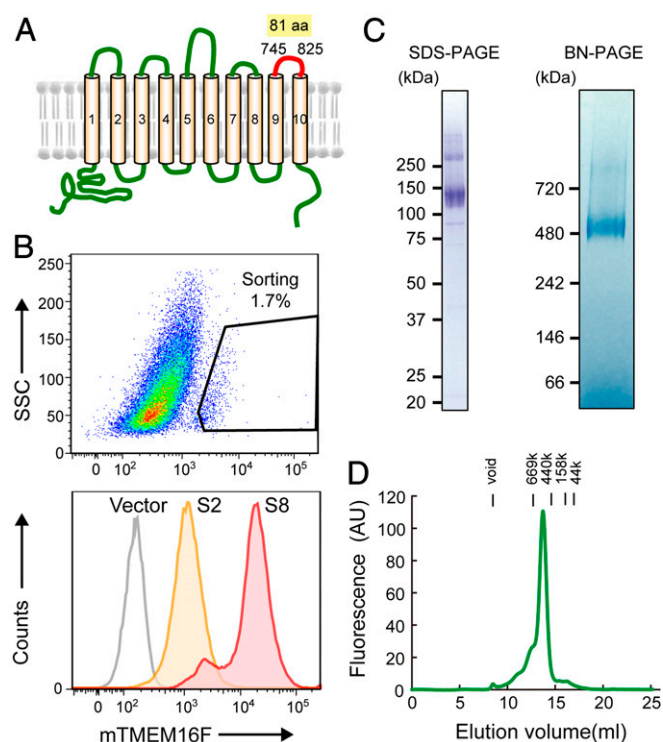 A
81 aa
745 825
1 2 3 4 5 6 7 8 9 10
B
250
200
150
100
50
0
SSC
Sorting
1.7%
0 10² 10³ 10⁴ 10⁵
Vector S2 S8
Counts
0
0 10² 10³ 10⁴ 10⁵
mTMEM16F
C
SDS-PAGE
(kDa)
250
150
100
75
50
37
25
20
BN-PAGE
(kDa)
720
480
242
146
66
D
void 669k 440k 158k 44k
120
100
80
60
40
20
0
Fluorescence (AU)
0 5 10 15 20 25
Elution volume(ml)